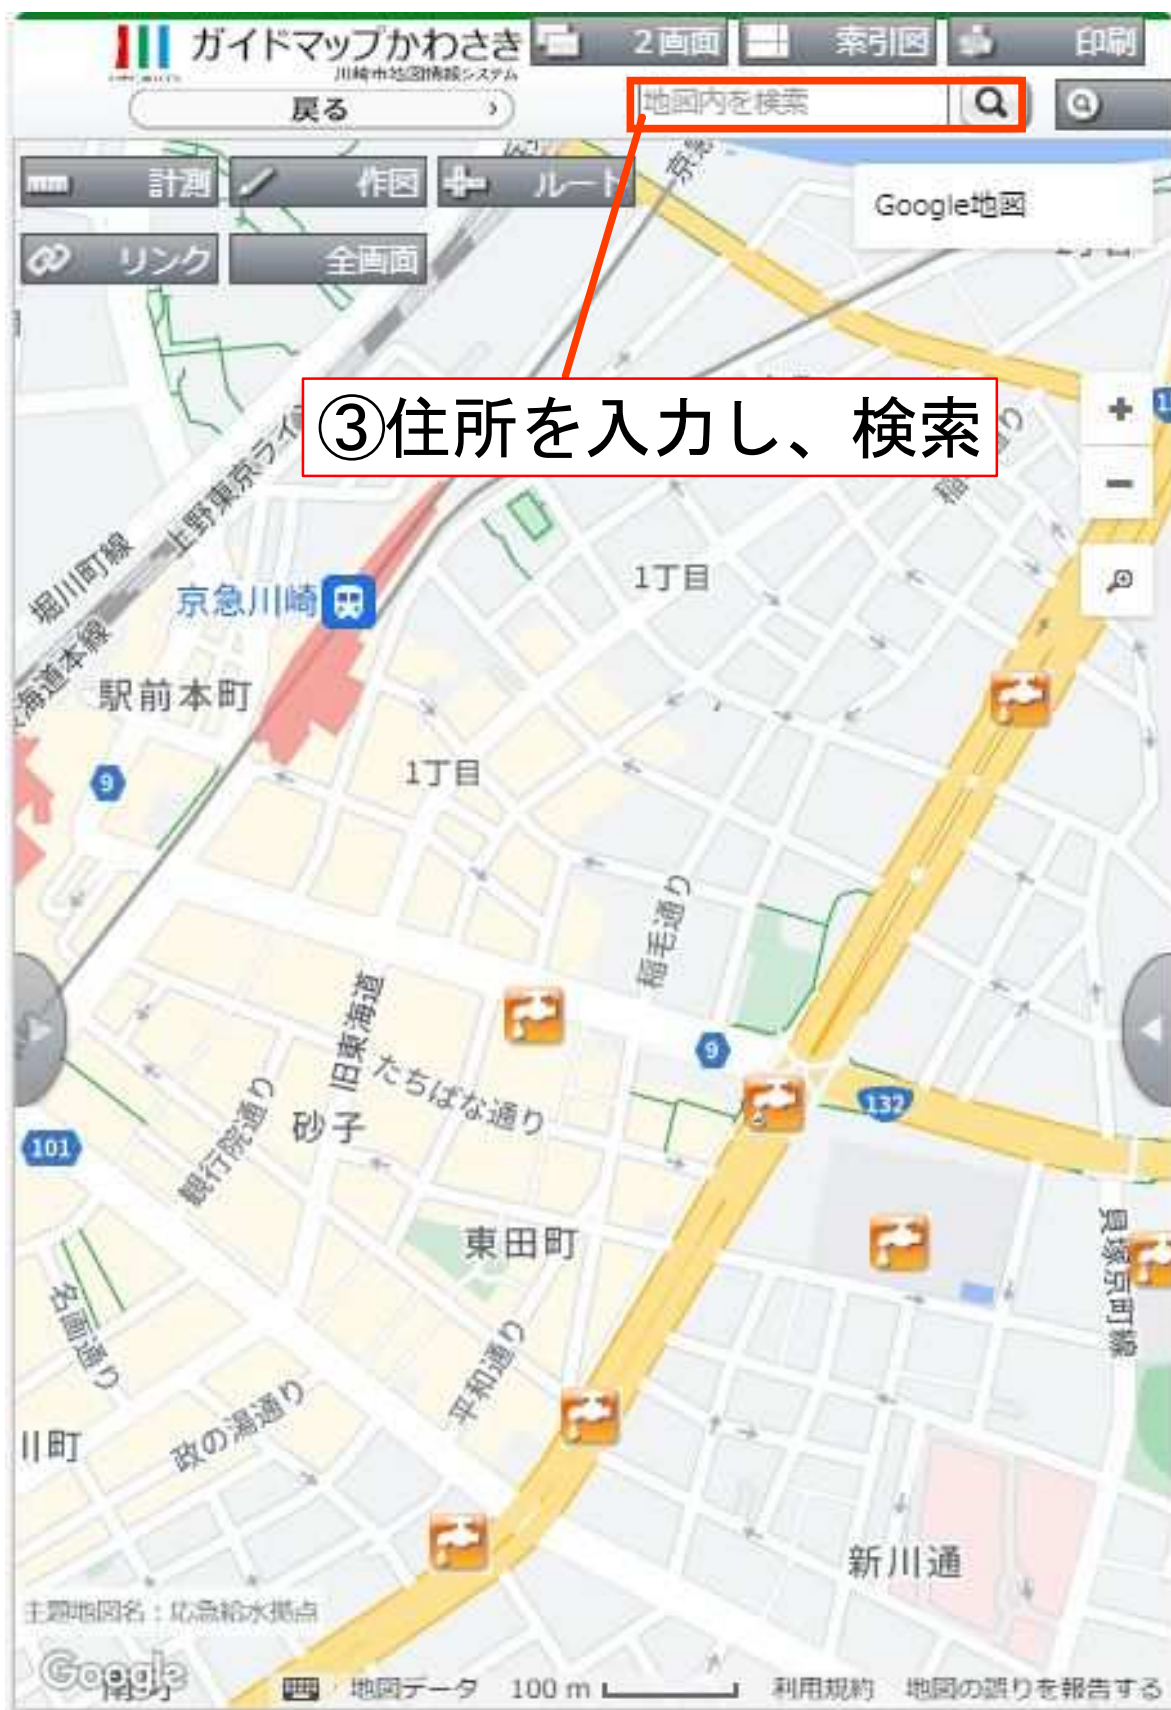 ガイドマップかわさき
川崎市地図情報システム
2画面
索引図
印刷
戻る
地図内を検索
計測
作図
ルート
Google地図
リンク
全画面
③住所を入力し、検索
上野東京ライ
堀川町線
海道本線
京急川崎
1丁目
駅前本町
9
1丁目
稲毛通り
旧東海道
たちばな通り
9
132
砂子
101
観行院通り
東田町
貝塚京町線
名画通り
平和通り
政の湯通り
川町
新川通
主題地図名：応急給水拠点
Google
地図データ
100 m
利用規約
地図の誤りを報告する